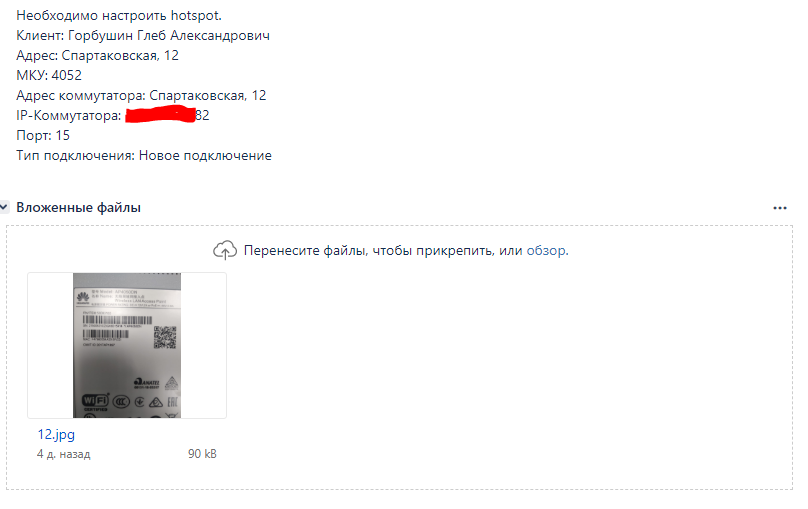 Необходимо настроить hotspot.
Клиент: Горбушин Глеб Александрович
Адрес: Спартаковская, 12
МКУ: 4052
Адрес коммутатора: Спартаковская, 12
IP-Коммутатора: 82
Порт: 15
Тип подключения: Новое подключение
Вложенные файлы
Перенесите файлы, чтобы прикрепить, или обзор.
HUAWEI
WiFi
12.jpg
4 д. назад 90 kB